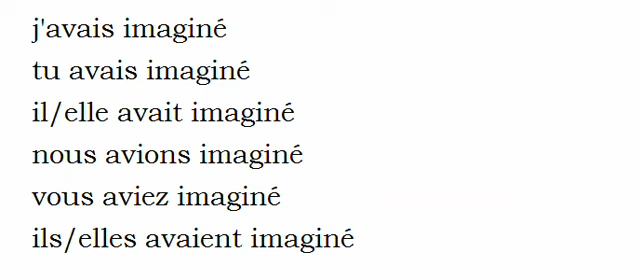 j'avais imaginé
tu avais imaginé
il/elle avait imaginé
nous avions imaginé
vous aviez imaginé
ils/elles avaient imaginé